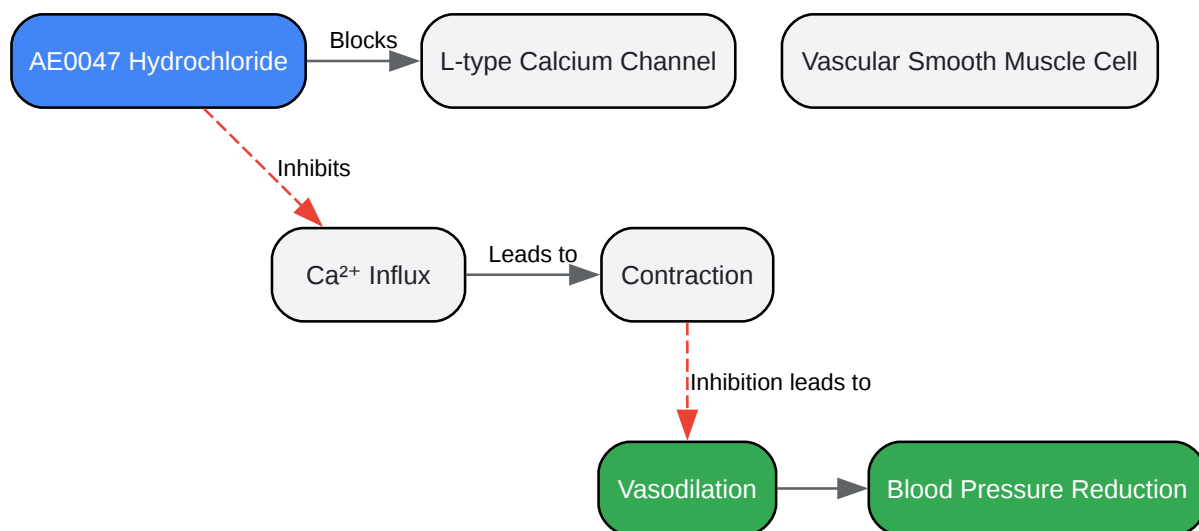 AE0047 Hydrochloride
Blocks
L-type Calcium Channel
Vascular Smooth Muscle Cell
Inhibits
Ca²⁺ Influx
Leads to
Contraction
Inhibition leads to
Vasodilation
Blood Pressure Reduction